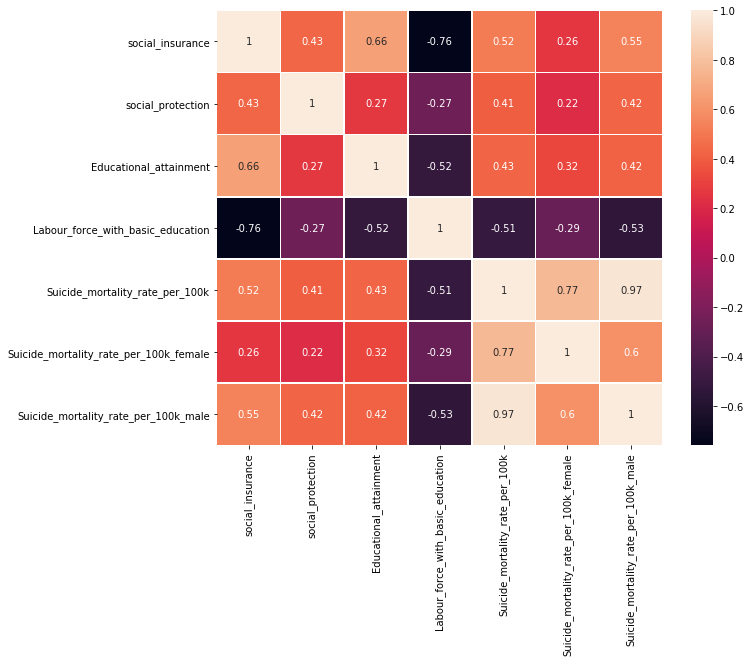 social_insurance 1 0.43 0.66 -0.76 0.52 0.26 0.55
social_protection 0.43 1 0.27 -0.27 0.41 0.22 0.42
Educational_attainment 0.66 0.27 1 -0.52 0.43 0.32 0.42
Labour_force_with_basic_education -0.76 -0.27 -0.52 1 -0.51 -0.29 -0.53
Suicide_mortality_rate_per_100k 0.52 0.41 0.43 -0.51 1 0.77 0.97
Suicide_mortality_rate_per_100k_female 0.26 0.22 0.32 -0.29 0.77 1 0.6
Suicide_mortality_rate_per_100k_male 0.55 0.42 0.42 -0.53 0.97 0.6 1
social_insurance
social_protection
Educational_attainment
Labour_force_with_basic_education
Suicide_mortality_rate_per_100k
Suicide_mortality_rate_per_100k_female
Suicide_mortality_rate_per_100k_male
1.0
0.8
0.6
0.4
0.2
0.0
−0.2
−0.4
−0.6